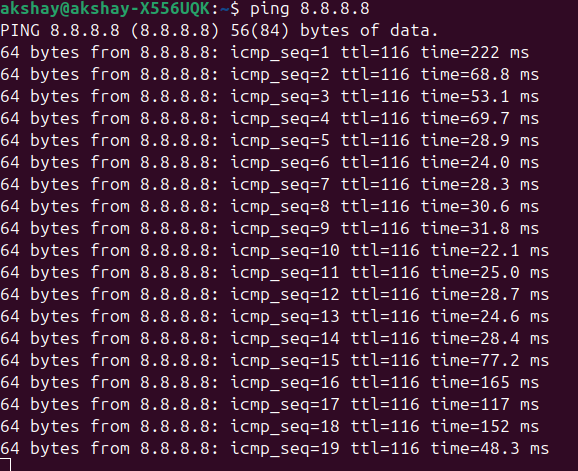 akshay@akshay-X556UQK:~$ ping 8.8.8.8
PING 8.8.8.8 (8.8.8.8) 56(84) bytes of data.
64 bytes from 8.8.8.8: icmp_seq=1 ttl=116 time=222 ms
64 bytes from 8.8.8.8: icmp_seq=2 ttl=116 time=68.8 ms
64 bytes from 8.8.8.8: icmp_seq=3 ttl=116 time=53.1 ms
64 bytes from 8.8.8.8: icmp_seq=4 ttl=116 time=69.7 ms
64 bytes from 8.8.8.8: icmp_seq=5 ttl=116 time=28.9 ms
64 bytes from 8.8.8.8: icmp_seq=6 ttl=116 time=24.0 ms
64 bytes from 8.8.8.8: icmp_seq=7 ttl=116 time=28.3 ms
64 bytes from 8.8.8.8: icmp_seq=8 ttl=116 time=30.6 ms
64 bytes from 8.8.8.8: icmp_seq=9 ttl=116 time=31.8 ms
64 bytes from 8.8.8.8: icmp_seq=10 ttl=116 time=22.1 ms
64 bytes from 8.8.8.8: icmp_seq=11 ttl=116 time=25.0 ms
64 bytes from 8.8.8.8: icmp_seq=12 ttl=116 time=28.7 ms
64 bytes from 8.8.8.8: icmp_seq=13 ttl=116 time=24.6 ms
64 bytes from 8.8.8.8: icmp_seq=14 ttl=116 time=28.4 ms
64 bytes from 8.8.8.8: icmp_seq=15 ttl=116 time=77.2 ms
64 bytes from 8.8.8.8: icmp_seq=16 ttl=116 time=165 ms
64 bytes from 8.8.8.8: icmp_seq=17 ttl=116 time=117 ms
64 bytes from 8.8.8.8: icmp_seq=18 ttl=116 time=152 ms
64 bytes from 8.8.8.8: icmp_seq=19 ttl=116 time=48.3 ms